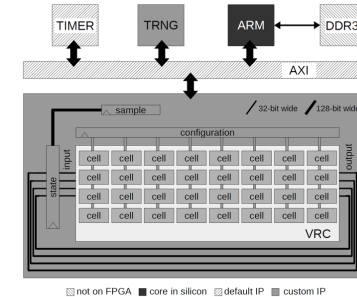 TIMER TRNG ARM DDR3
AXI
sample 32-bit wide 128-bit wide
configuration
input
output
state
cell cell cell cell cell cell cell cell
cell cell cell cell cell cell cell cell
cell cell cell cell cell cell cell cell
cell cell cell cell cell cell cell cell
VRC
not on FPGA core in silicon default IP custom IP